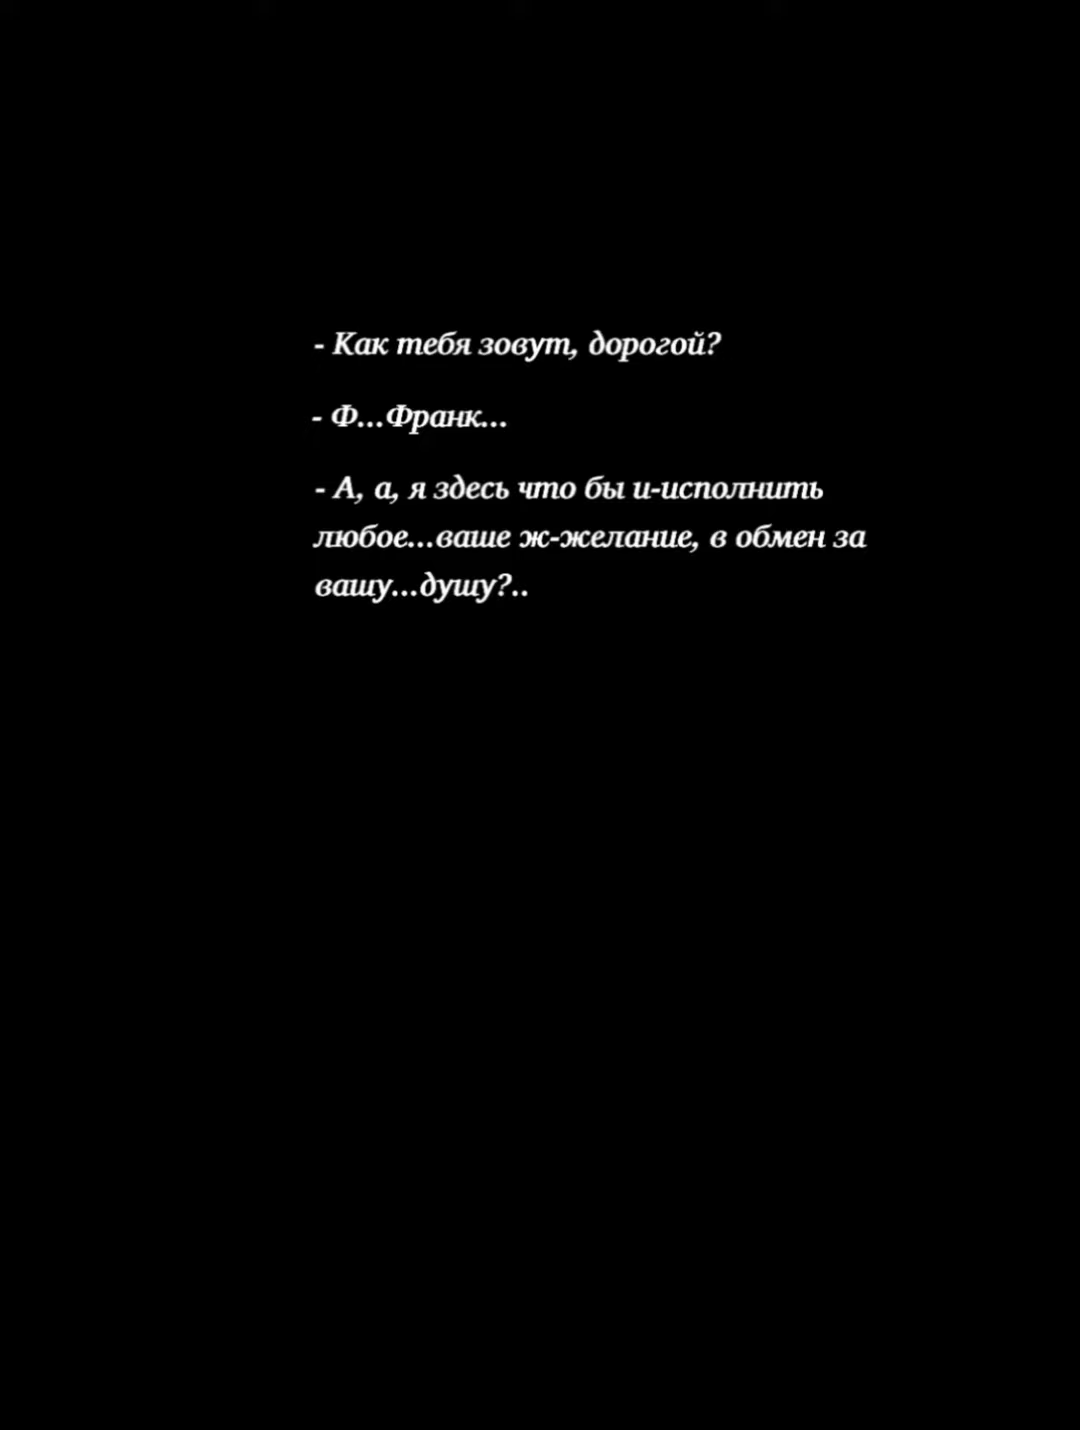 - Как тебя зовут, дорогой?
- Ф...Франк...
- А, а, я здесь что бы и-исполнить
любое...ваше ж-желание, в обмен за
вашу...душу?..